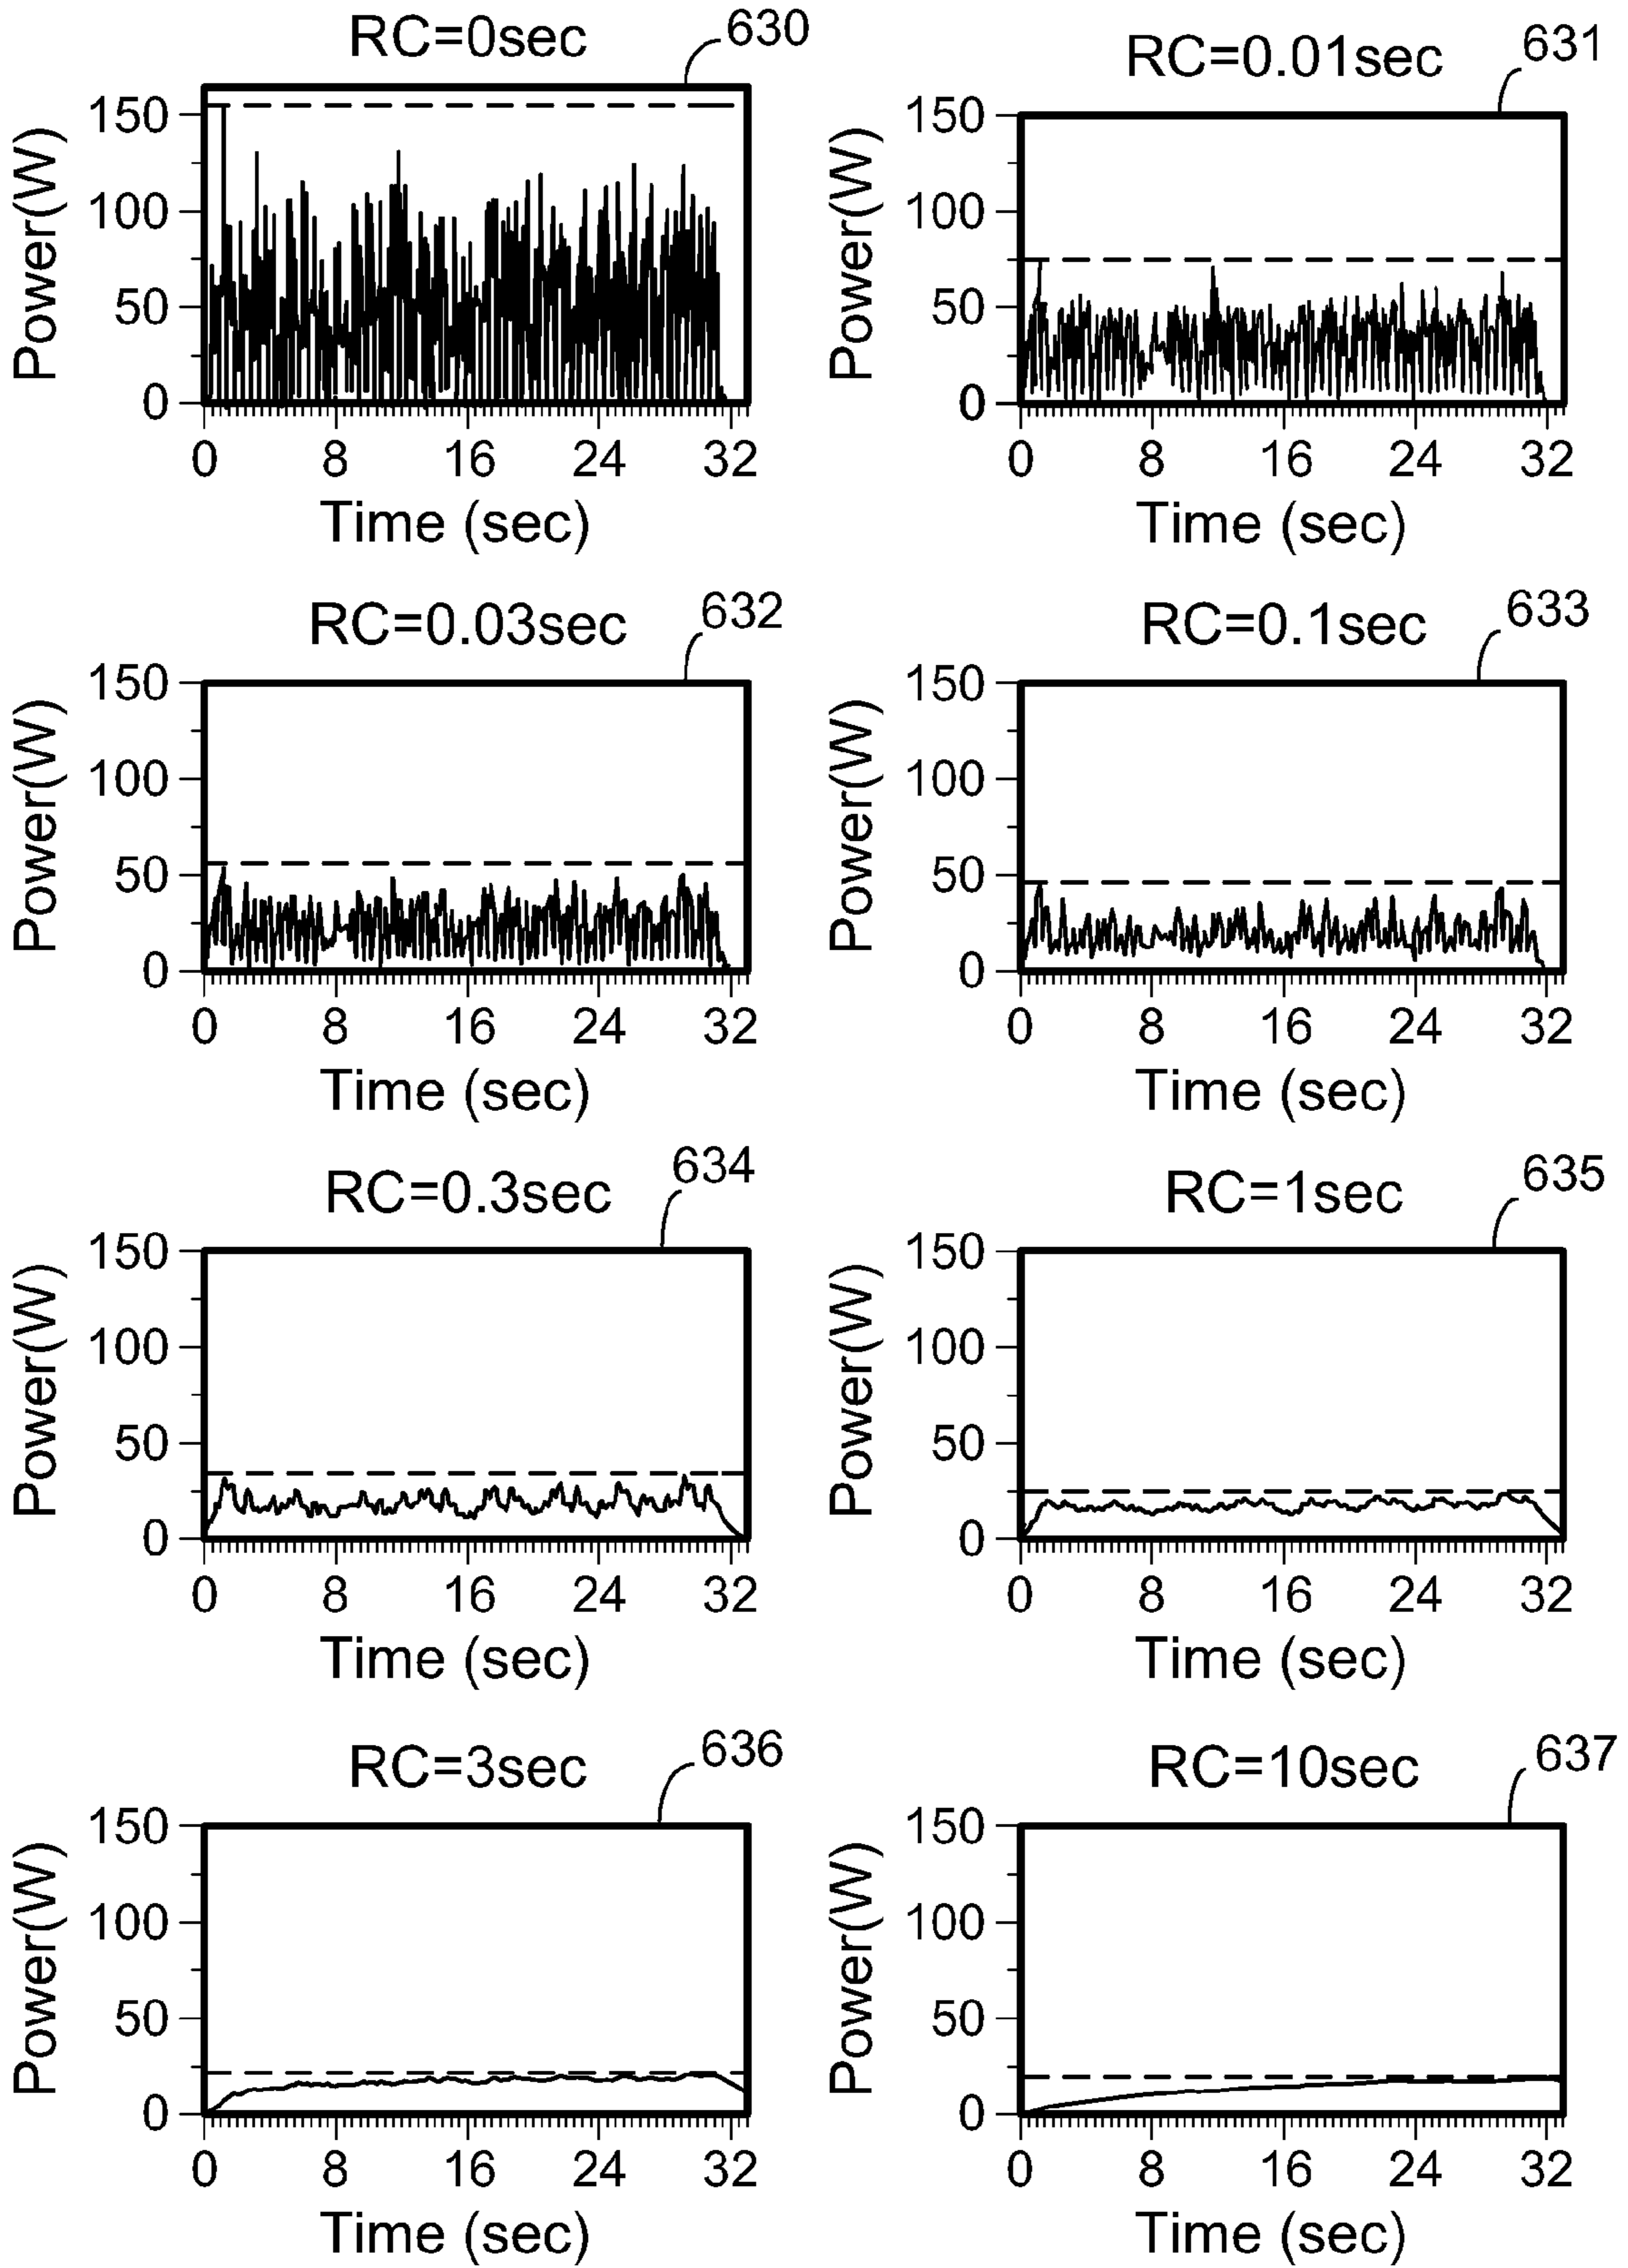 RC=0sec 630
Power(W)
150
100
50
0
0 8 16 24 32
Time (sec)
RC=0.01sec 631
Power(W)
150
100
50
0
0 8 16 24 32
Time (sec)
RC=0.03sec 632
Power(W)
150
100
50
0
0 8 16 24 32
Time (sec)
RC=0.1sec 633
Power(W)
150
100
50
0
0 8 16 24 32
Time (sec)
RC=0.3sec 634
Power(W)
150
100
50
0
0 8 16 24 32
Time (sec)
RC=1sec 635
Power(W)
150
100
50
0
0 8 16 24 32
Time (sec)
RC=3sec 636
Power(W)
150
100
50
0
0 8 16 24 32
Time (sec)
RC=10sec 637
Power(W)
150
100
50
0
0 8 16 24 32
Time (sec)